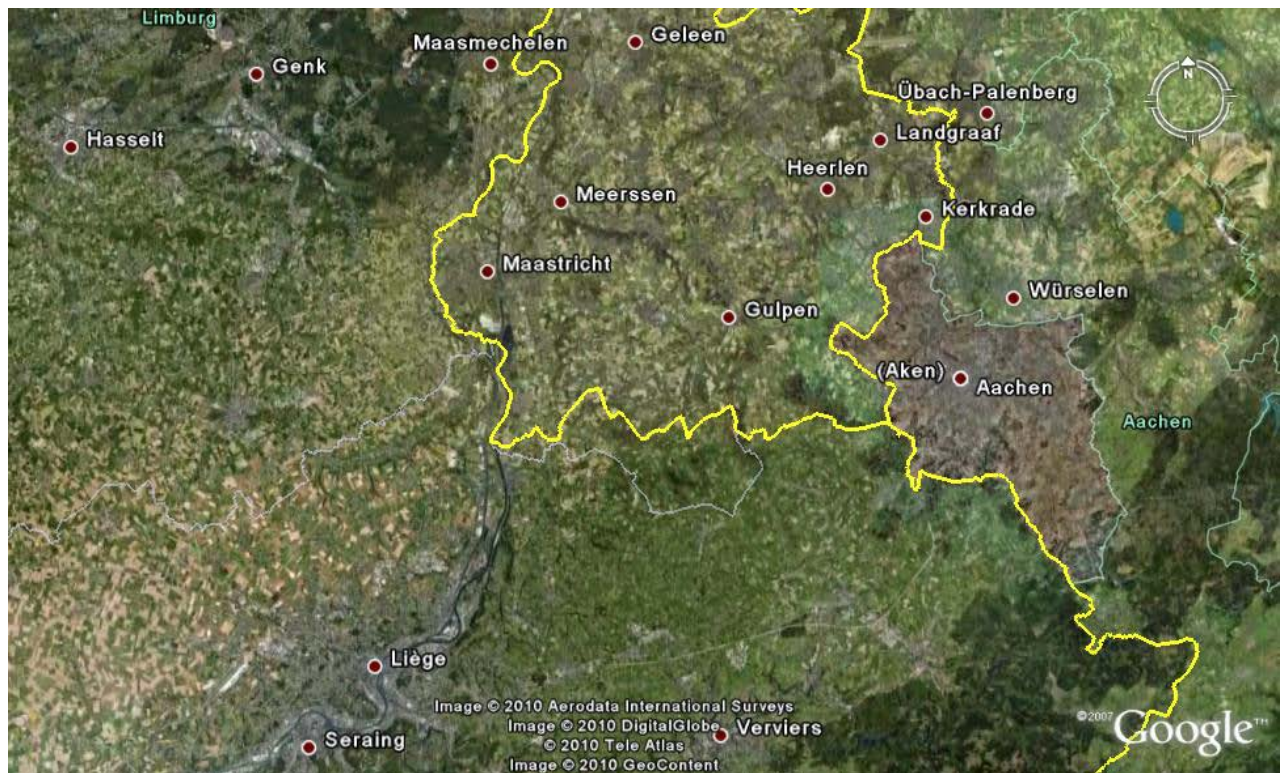 Limburg
Maasmechelen
Geleen
Genk
N
Übach-Palenberg
Hasselt
Landgraaf
Heerlen
Meerssen
Kerkrade
Maastricht
Würselen
Gulpen
(Aken)
Aachen
Aachen
Liège
Image © 2010 Aerodata International Surveys
Image © 2010 DigitalGlobe
Verviers
©2007 Google™
Seraing
© 2010 Tele Atlas
Image © 2010 GeoContent